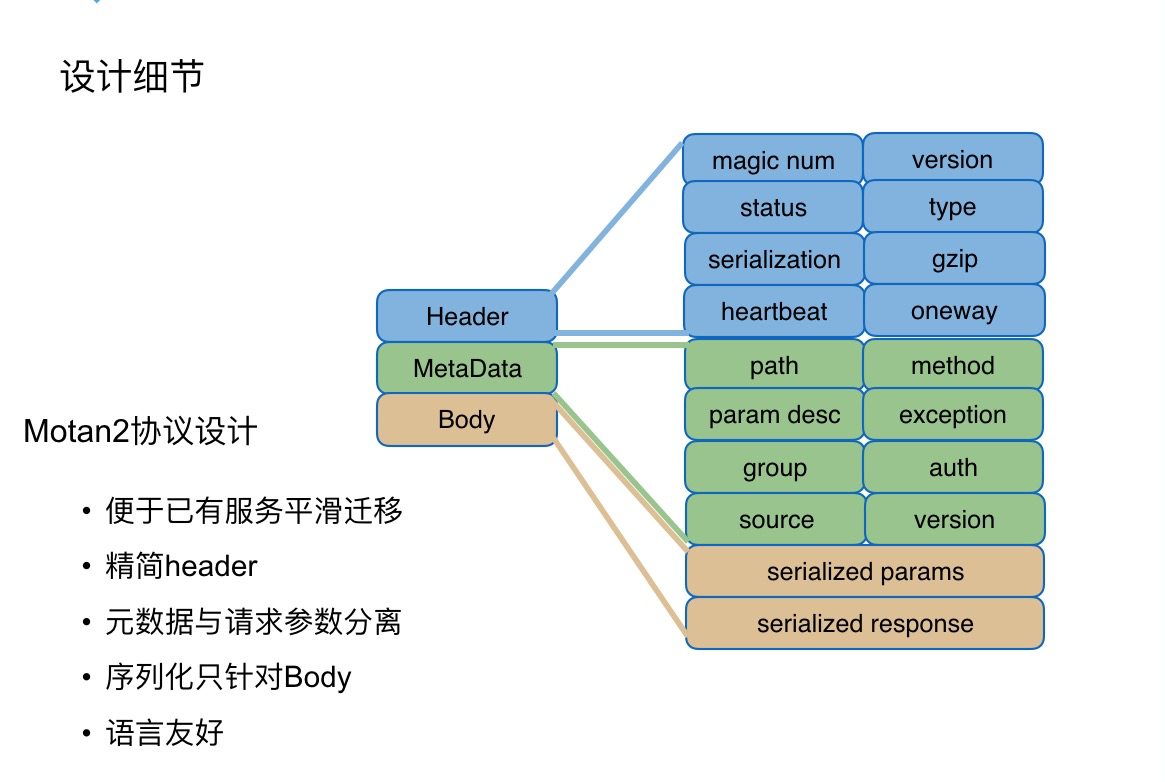 设计细节
magic num version
status type
serialization gzip
heartbeat oneway
Header
MetaData
Body
path method
param desc exception
group auth
source version
serialized params
serialized response
Motan2协议设计
• 便于已有服务平滑迁移
• 精简header
• 元数据与请求参数分离
• 序列化只针对Body
• 语言友好